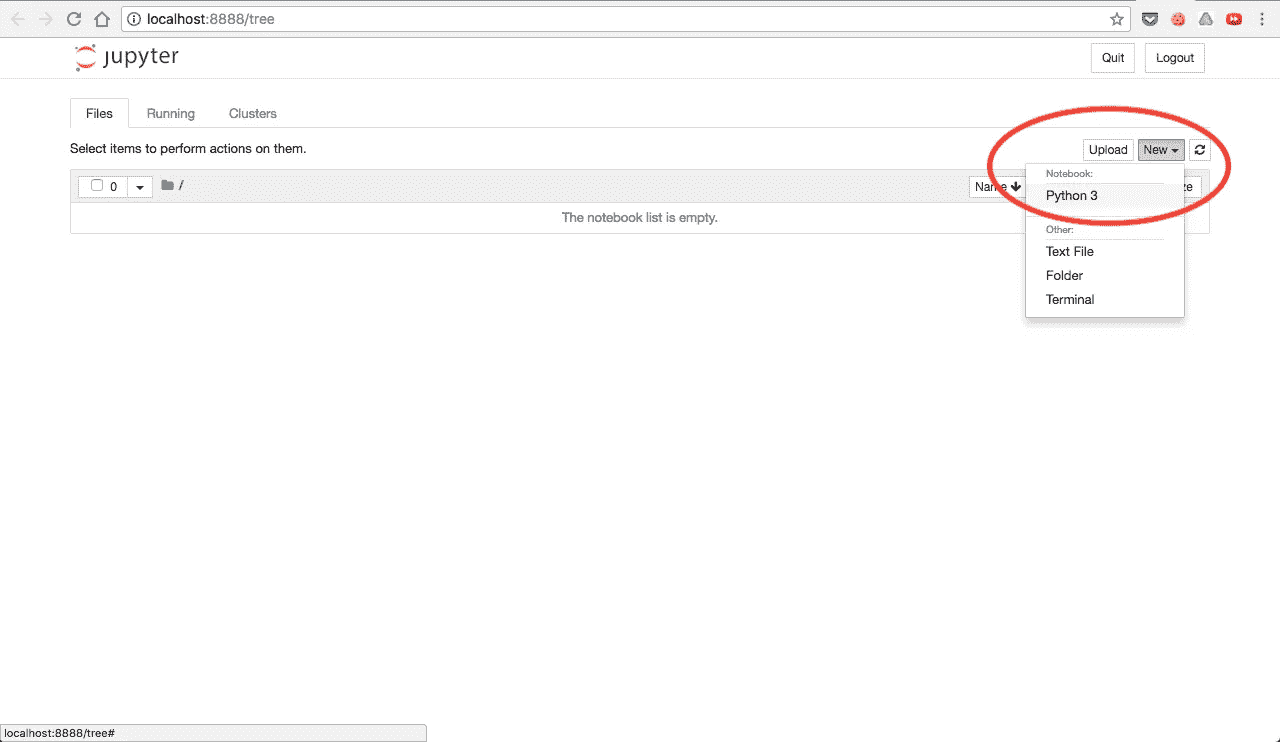 localhost:8888/tree
jupyter
Quit Logout
Files Running Clusters
Select items to perform actions on them.
Upload New
0 / Name ze
Notebook:
Python 3
The notebook list is empty.
Other:
Text File
Folder
Terminal
localhost:8888/tree#